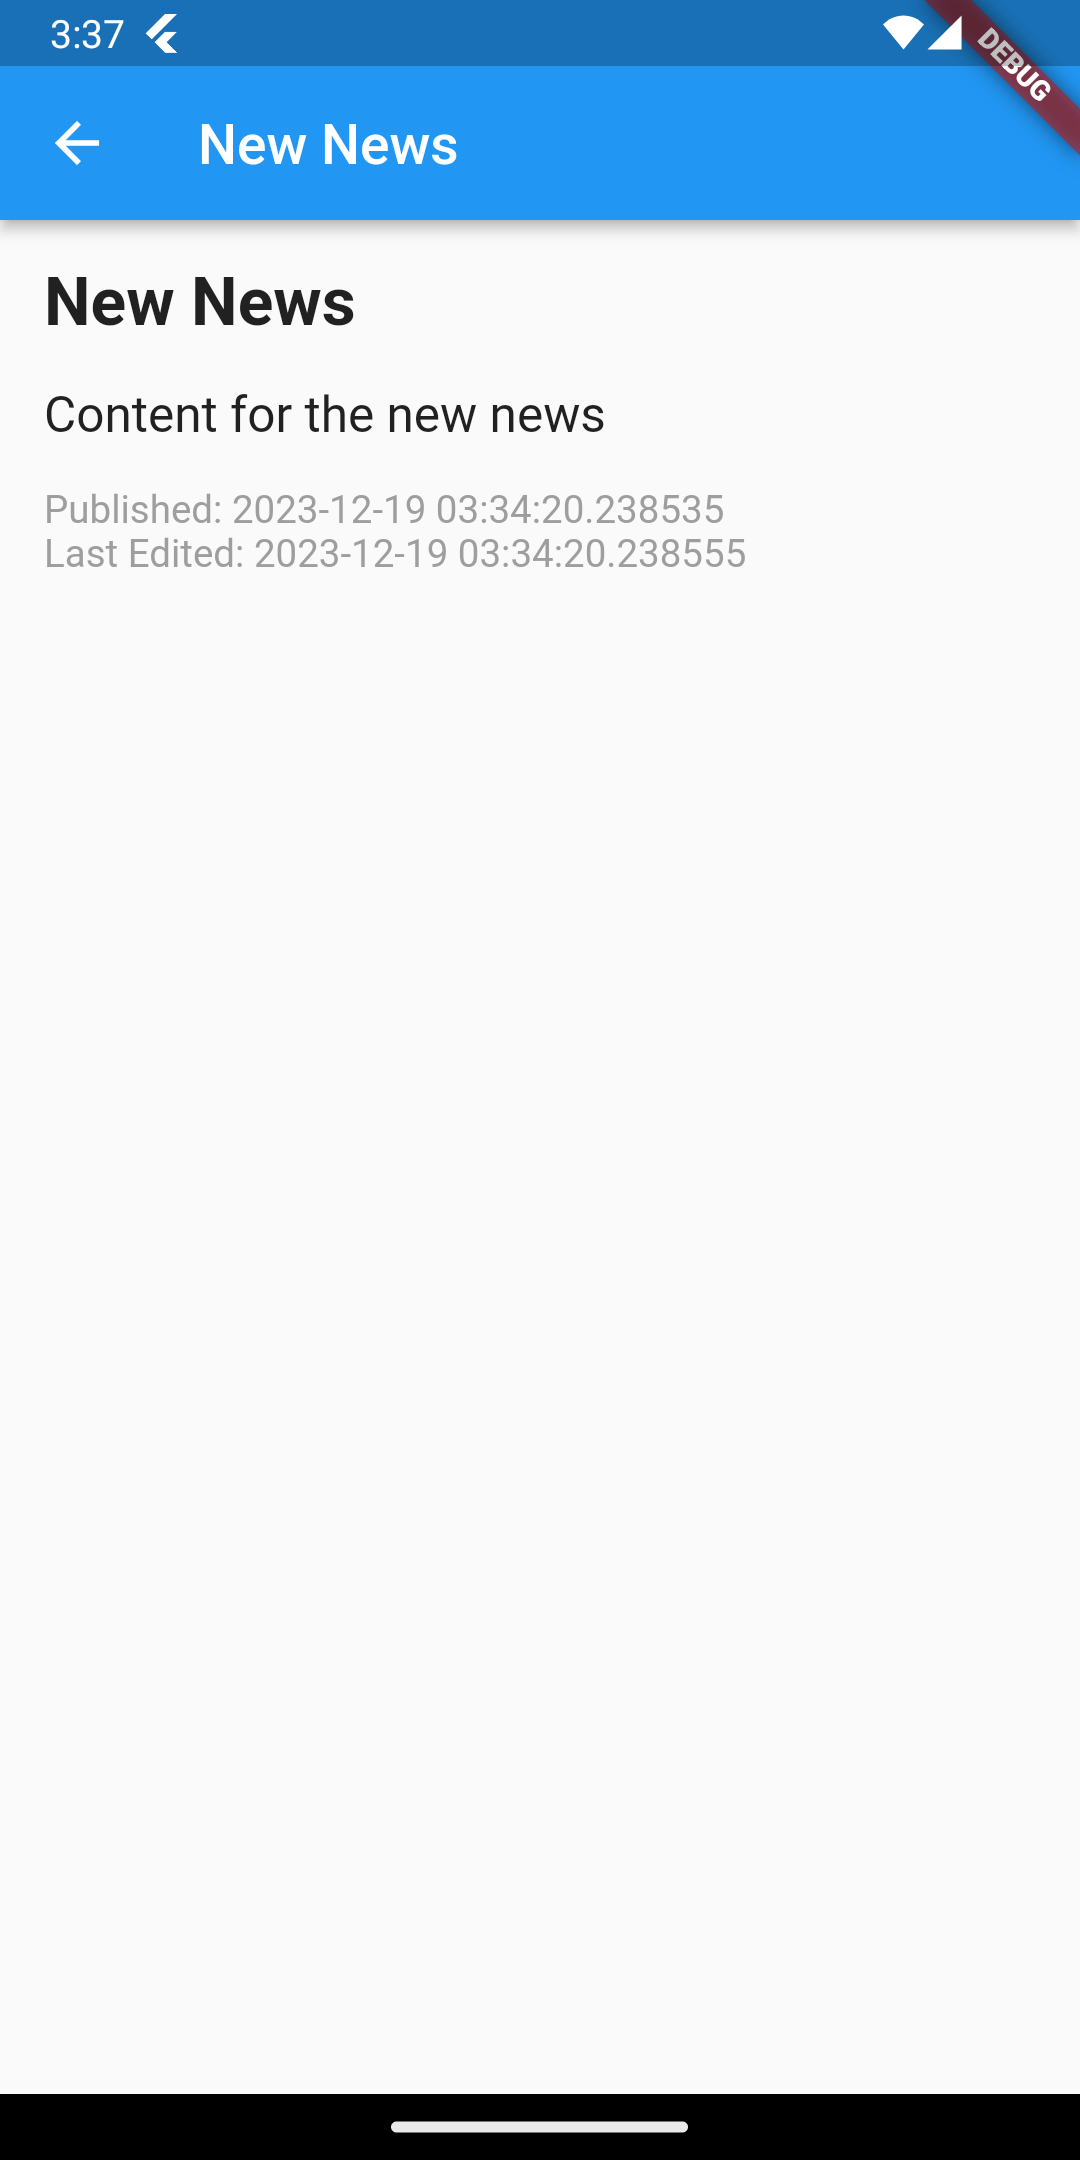 3:37
DEBUG
New News
New News
Content for the new news
Published: 2023-12-19 03:34:20.238535
Last Edited: 2023-12-19 03:34:20.238555